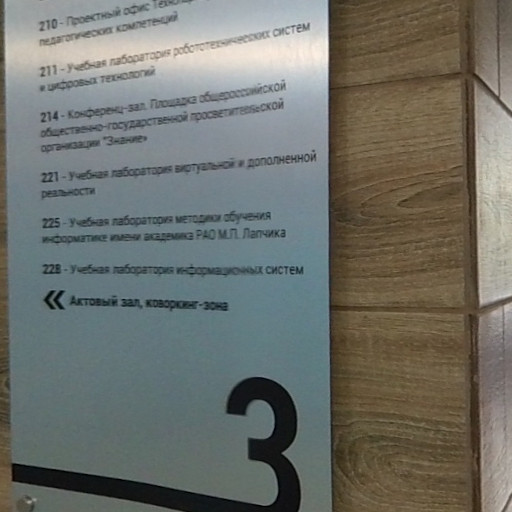 210 - Проектный офис Технопарка
педагогических компетенций
211 - Учебная лаборатория робототехнических систем
и цифровых технологий
214 - Конференц-зал. Площадка общероссийской
общественно-государственной просветительской
организации "Знание»
221 - Учебная лаборатория виртуальной и дополненной
реальности
225 - Учебная лаборатория методики обучения
информатике имени академика РАО М.П. Лапчика
228 - Учебная лаборатория информационных систем
« Актовый зал, коворкинг-зона
3